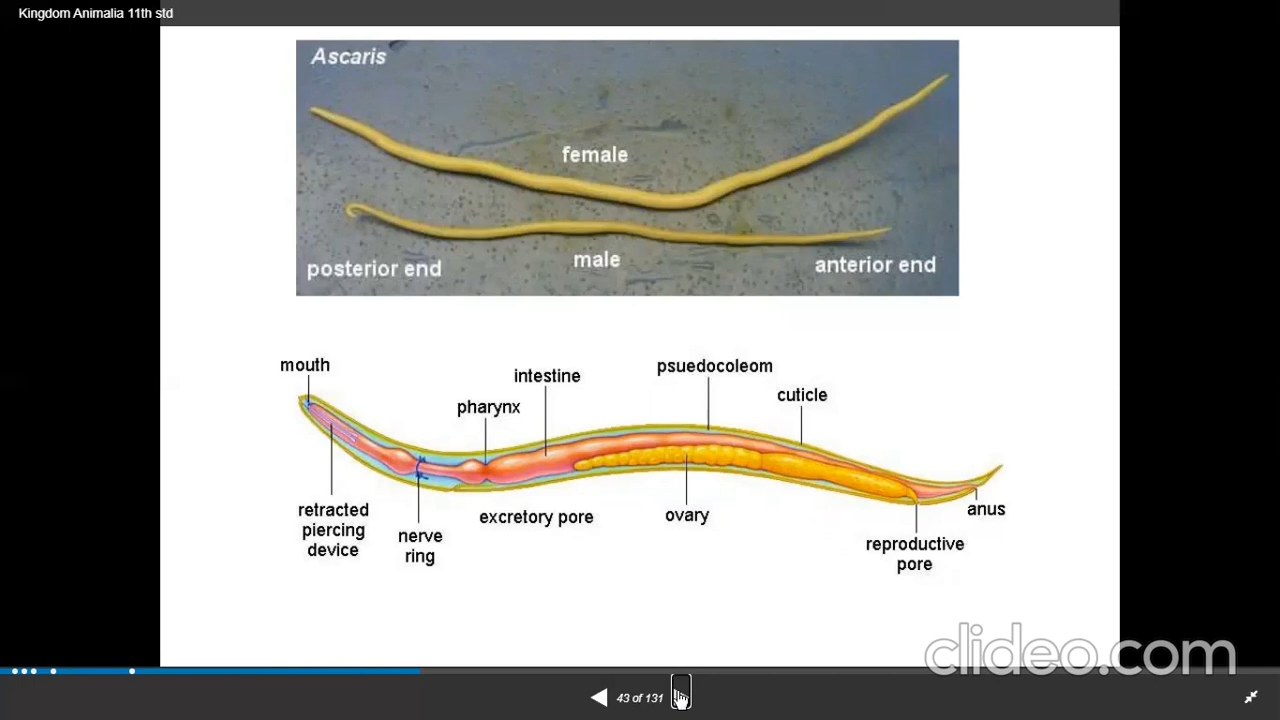 Kingdom Animalia 11th std
Ascaris
female
male
posterior end
anterior end
mouth
intestine
psuedocoleom
cuticle
pharynx
retracted
piercing
device
nerve
ring
excretory pore
ovary
anus
reproductive
pore
clideo.com
43 of 131